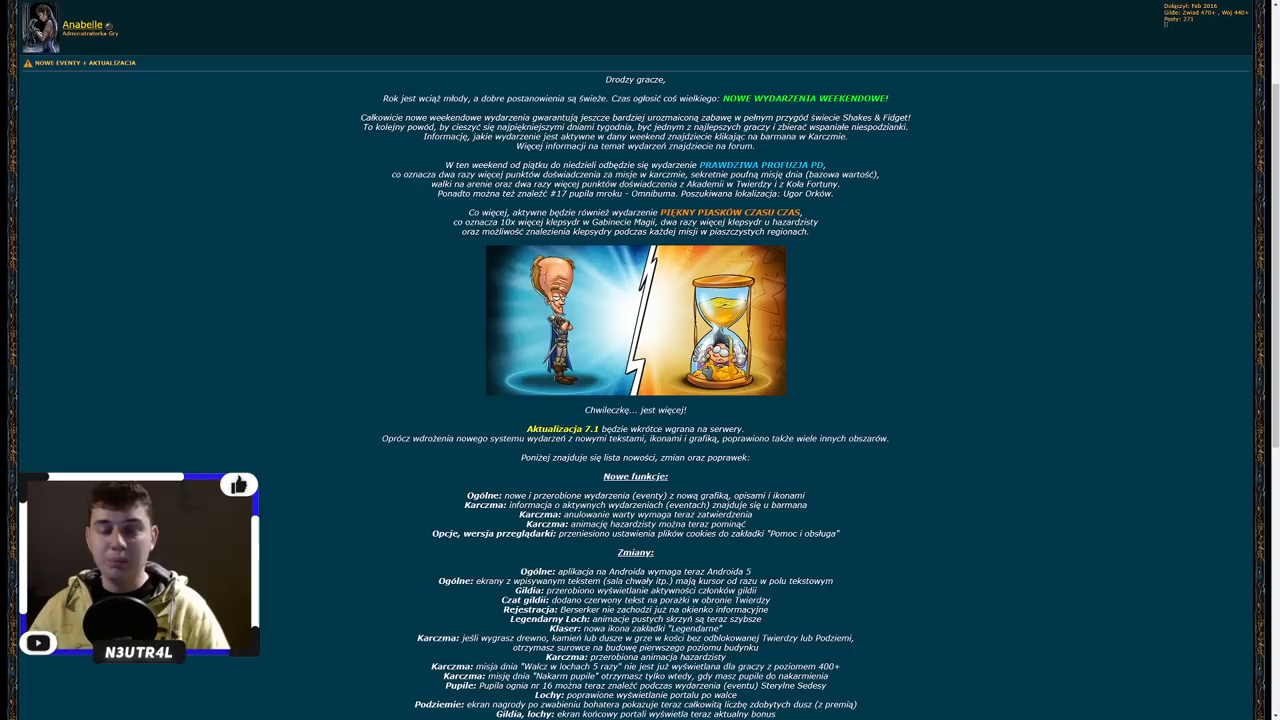 Anabelle
Administratorka Gry
Dołączył: Feb 2016
Gildie: Zwiad 470+ , Woj 440+
Posty: 271
NOWE EVENTY + AKTUALIZACJA
Drodzy gracze,
Rok jest wciąż młody, a dobre postanowienia są świeże. Czas ogłosić coś wielkiego: NOWE WYDARZENIA WEEKENDOWE!
Całkowicie nowe weekendowe wydarzenia gwarantują jeszcze bardziej urozmaiconą zabawę w pełnym przygód świecie Shakes & Fidget!
To kolejny powód, by cieszyć się najpiękniejszymi dniami tygodnia, być jednym z najlepszych graczy i zbierać wspaniałe niespodzianki.
Informację, jakie wydarzenie jest aktywne w dany weekend znajdziecie klikając na barmana w Karczmie.
Więcej informacji na temat wydarzeń znajdziecie na forum.
W ten weekend od piątku do niedzieli odbędzie się wydarzenie PRAWDZIWA PROFUZJA PD,
co oznacza dwa razy więcej punktów doświadczenia za misje w karczmie, sekretnie poufną misję dnia (bazowa wartość),
walki na arenie oraz dwa razy więcej punktów doświadczenia z Akademii w Twierdzy i z Koła Fortuny.
Ponadto można też znaleźć #17 pupila mroku - Omnibuma. Poszukiwana lokalizacja: Ugor Orków.
Co więcej, aktywne będzie również wydarzenie PIĘKNY PIASKÓW CZASU CZAS,
co oznacza 10x więcej klepsydr w Gabinecie Magii, dwa razy więcej klepsydr u hazardzisty
oraz możliwość znalezienia klepsydry podczas każdej misji w piaszczystych regionach.
Chwileczkę... jest więcej!
Aktualizacja 7.1 będzie wkrótce wgrana na serwery.
Oprócz wdrożenia nowego systemu wydarzeń z nowymi tekstami, ikonami i grafiką, poprawiono także wiele innych obszarów.
Poniżej znajduje się lista nowości, zmian oraz poprawek:
Nowe funkcje:
Ogólne: nowe i przerobione wydarzenia (eventy) z nową grafiką, opisami i ikonami
Karczma: informacja o aktywnych wydarzeniach (eventach) znajduje się u barmana
Karczma: anulowanie warty wymaga teraz zatwierdzenia
Karczma: animację hazardzisty można teraz pominąć
Opcje, wersja przeglądarki: przeniesiono ustawienia plików cookies do zakładki "Pomoc i obsługa"
Zmiany:
Ogólne: aplikacja na Androida wymaga teraz Androida 5
Ogólne: ekrany z wpisywanym tekstem (sala chwały itp.) mają kursor od razu w polu tekstowym
Gildia: przerobiono wyświetlanie aktywności członków gildii
Czat gildii: dodano czerwony tekst na porażki w obronie Twierdzy
Rejestracja: Berserker nie zachodzi już na okienko informacyjne
Legendarny Loch: animacje pustych skrzyń są teraz szybsze
Klaser: nowa ikona zakładki "Legendarne"
Karczma: jeśli wygrasz drewno, kamień lub dusze w grze w kości bez odblokowanej Twierdzy lub Podziemi,
otrzymasz surowce na budowę pierwszego poziomu budynku
Karczma: przerobiona animacja hazardzisty
Karczma: misja dnia "Walcz w lochach 5 razy" nie jest już wyświetlana dla graczy z poziomem 400+
Karczma: misję dnia "Nakarm pupile" otrzymasz tylko wtedy, gdy masz pupile do nakarmienia
Pupile: Pupila ognia nr 16 można teraz znaleźć podczas wydarzenia (eventu) Sterylne Sedesy
Lochy: poprawione wyświetlanie portalu po walce
Podziemie: ekran nagrody po zwabieniu bohatera pokazuje teraz całkowitą liczbę zdobytych dusz (z premią)
Gildia, lochy: ekran końcowy portali wyświetla teraz aktualny bonus
N3UTR4L